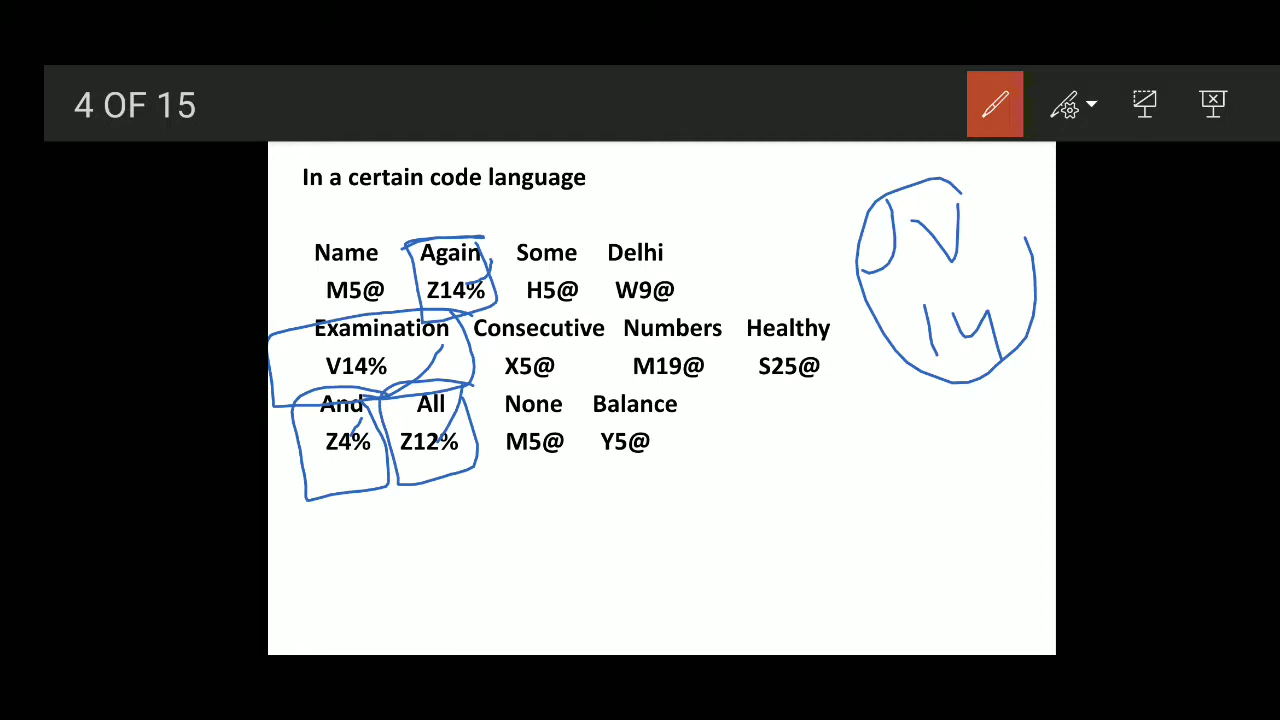 4 OF 15
In a certain code language
Name Again Some Delhi
M5@ Z14% H5@ W9@
Examination Consecutive Numbers Healthy
V14% X5@ M19@ S25@
And All None Balance
Z4% Z12% M5@ Y5@
V
14